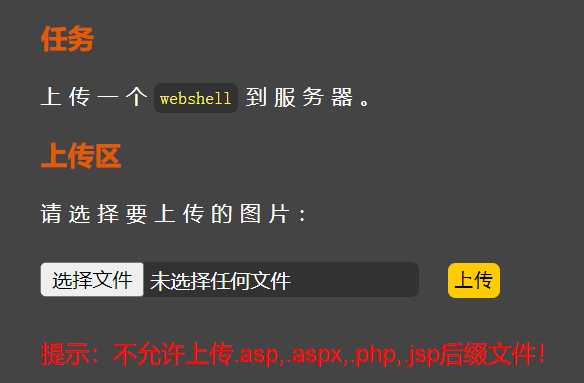 任务
上传一个 webshell 到服务器。
上传区
请选择要上传的图片：
选择文件 未选择任何文件 上传
提示：不允许上传.asp,.aspx,.php,.jsp后缀文件！